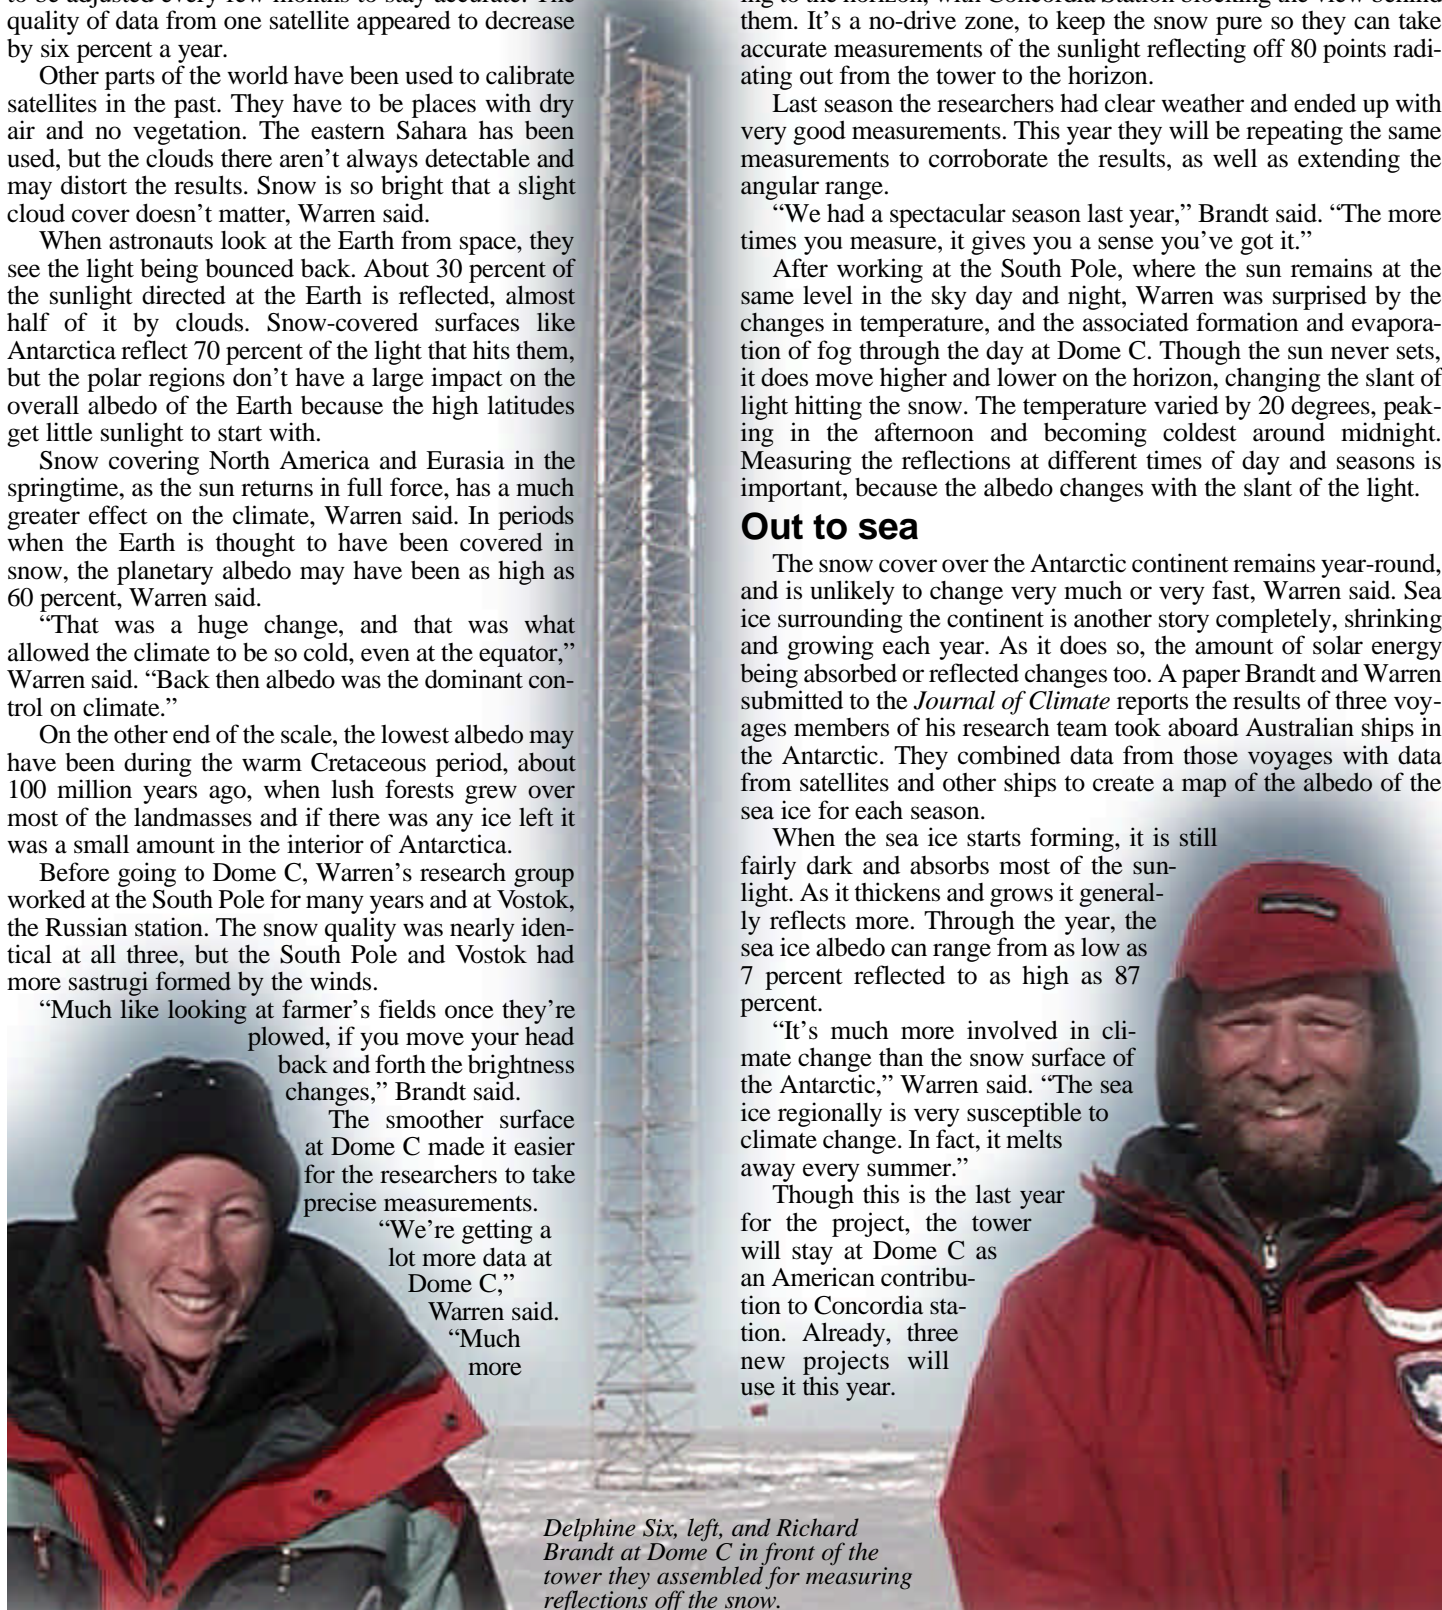 quality of data from one satellite appeared to decrease
by six percent a year.
Other parts of the world have been used to calibrate
satellites in the past. They have to be places with dry
air and no vegetation. The eastern Sahara has been
used, but the clouds there aren't always detectable and
may distort the results. Snow is so bright that a slight
cloud cover doesn't matter, Warren said.
When astronauts look at the Earth from space, they
see the light being bounced back. About 30 percent of
the sunlight directed at the Earth is reflected, almost
half of it by clouds. Snow-covered surfaces like
Antarctica reflect 70 percent of the light that hits them,
but the polar regions don't have a large impact on the
overall albedo of the Earth because the high latitudes
get little sunlight to start with.
Snow covering North America and Eurasia in the
springtime, as the sun returns in full force, has a much
greater effect on the climate, Warren said. In periods
when the Earth is thought to have been covered in
snow, the planetary albedo may have been as high as
60 percent, Warren said.
“That was a huge change, and that was what
allowed the climate to be so cold, even at the equator,”
Warren said. “Back then albedo was the dominant con-
trol on climate.”
On the other end of the scale, the lowest albedo may
have been during the warm Cretaceous period, about
100 million years ago, when lush forests grew over
most of the landmasses and if there was any ice left it
was a small amount in the interior of Antarctica.
Before going to Dome C, Warren's research group
worked at the South Pole for many years and at Vostok,
the Russian station. The snow quality was nearly iden-
tical at all three, but the South Pole and Vostok had
more sastrugi formed by the winds.
“Much like looking at farmer's fields once they're
plowed, if you move your head
back and forth the brightness
changes,” Brandt said.
The smoother surface
at Dome C made it easier
for the researchers to take
precise measurements.
“We're getting a
lot more data at
Dome C,”
Warren said.
“Much
more
them. It's a no-drive zone, to keep the snow pure so they can take
accurate measurements of the sunlight reflecting off 80 points radi-
ating out from the tower to the horizon.
Last season the researchers had clear weather and ended up with
very good measurements. This year they will be repeating the same
measurements to corroborate the results, as well as extending the
angular range.
“We had a spectacular season last year,” Brandt said. “The more
times you measure, it gives you a sense you've got it.”
After working at the South Pole, where the sun remains at the
same level in the sky day and night, Warren was surprised by the
changes in temperature, and the associated formation and evapora-
tion of fog through the day at Dome C. Though the sun never sets,
it does move higher and lower on the horizon, changing the slant of
light hitting the snow. The temperature varied by 20 degrees, peak-
ing in the afternoon and becoming coldest around midnight.
Measuring the reflections at different times of day and seasons is
important, because the albedo changes with the slant of the light.
Out to sea
The snow cover over the Antarctic continent remains year-round,
and is unlikely to change very much or very fast, Warren said. Sea
ice surrounding the continent is another story completely, shrinking
and growing each year. As it does so, the amount of solar energy
being absorbed or reflected changes too. A paper Brandt and Warren
submitted to the Journal of Climate reports the results of three voy-
ages members of his research team took aboard Australian ships in
the Antarctic. They combined data from those voyages with data
from satellites and other ships to create a map of the albedo of the
sea ice for each season.
When the sea ice starts forming, it is still
fairly dark and absorbs most of the sun-
light. As it thickens and grows it general-
ly reflects more. Through the year, the
sea ice albedo can range from as low as
7 percent reflected to as high as 87
percent.
“It's much more involved in cli-
mate change than the snow surface of
the Antarctic,” Warren said. “The sea
ice regionally is very susceptible to
climate change. In fact, it melts
away every summer.”
Though this is the last year
for the project, the tower
will stay at Dome C as
an American contribu-
tion to Concordia sta-
tion. Already, three
new projects will
use it this year.
Delphine Six, left, and Richard
Brandt at Dome C in front of the
tower they assembled for measuring
reflections off the snow.